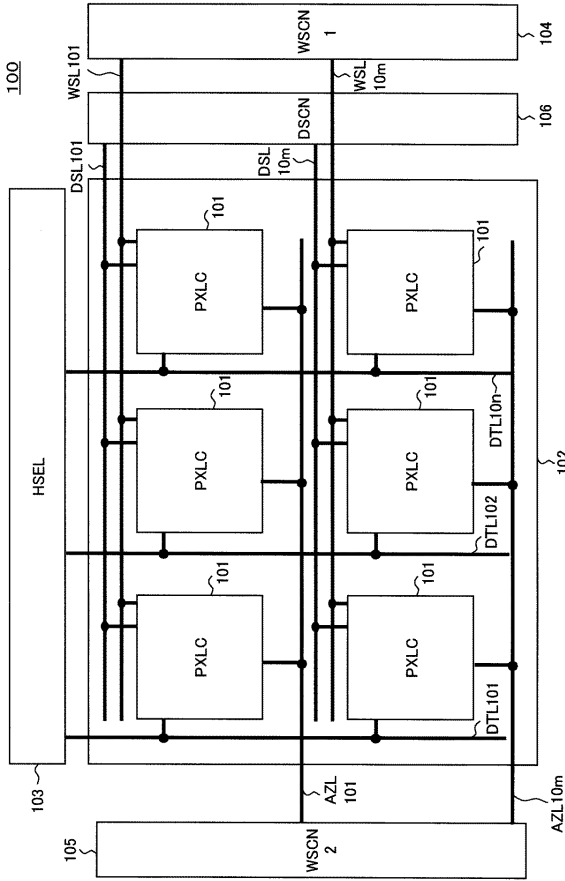 100
HSEL
103
WSCN
1
104
DSCN
106
WSCN
2
105
WSL101
DSL101
WSL
10m
DSL
10m
PXLC
101
PXLC
101
PXLC
101
AZL
101
PXLC
101
PXLC
101
PXLC
101
DTL101
DTL102
DTL10n
AZL10m
102